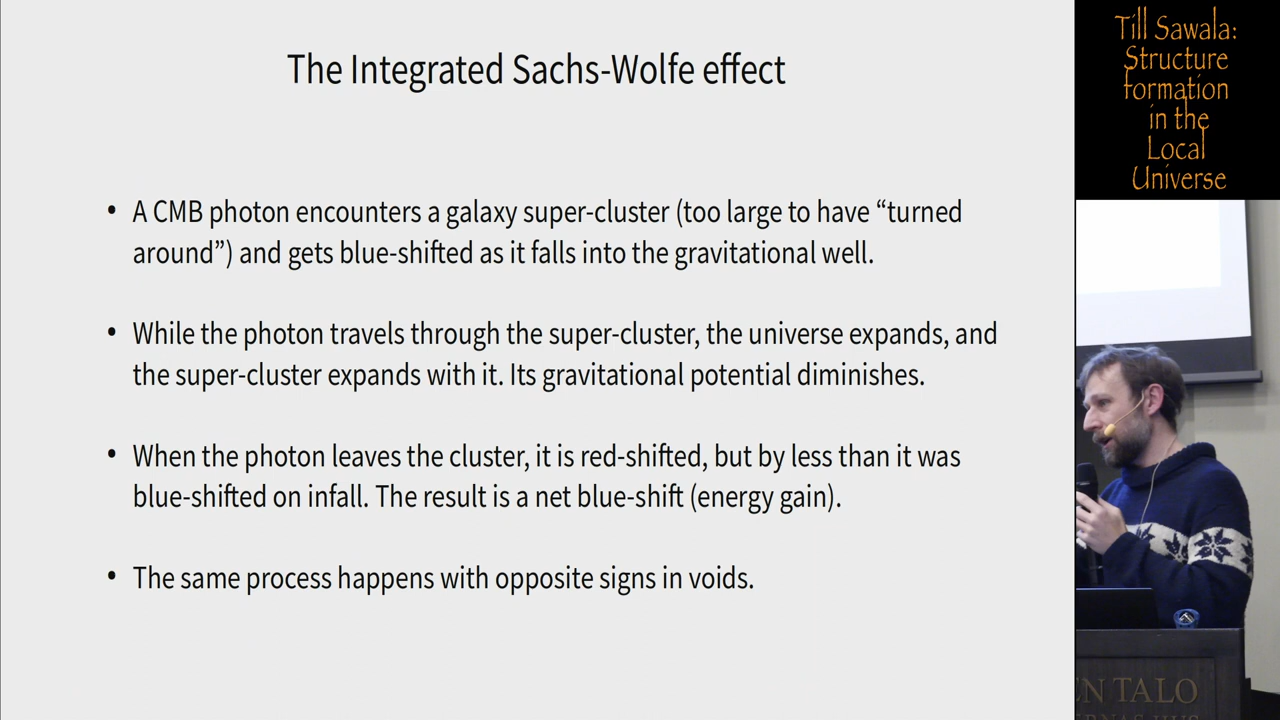 The Integrated Sachs-Wolfe effect
• A CMB photon encounters a galaxy super-cluster (too large to have “turned
around”) and gets blue-shifted as it falls into the gravitational well.
• While the photon travels through the super-cluster, the universe expands, and
the super-cluster expands with it. Its gravitational potential diminishes.
• When the photon leaves the cluster, it is red-shifted, but by less than it was
blue-shifted on infall. The result is a net blue-shift (energy gain).
• The same process happens with opposite signs in voids.
Till Sawala:
Structure
formation
in the
Local
Universe
EN TALO